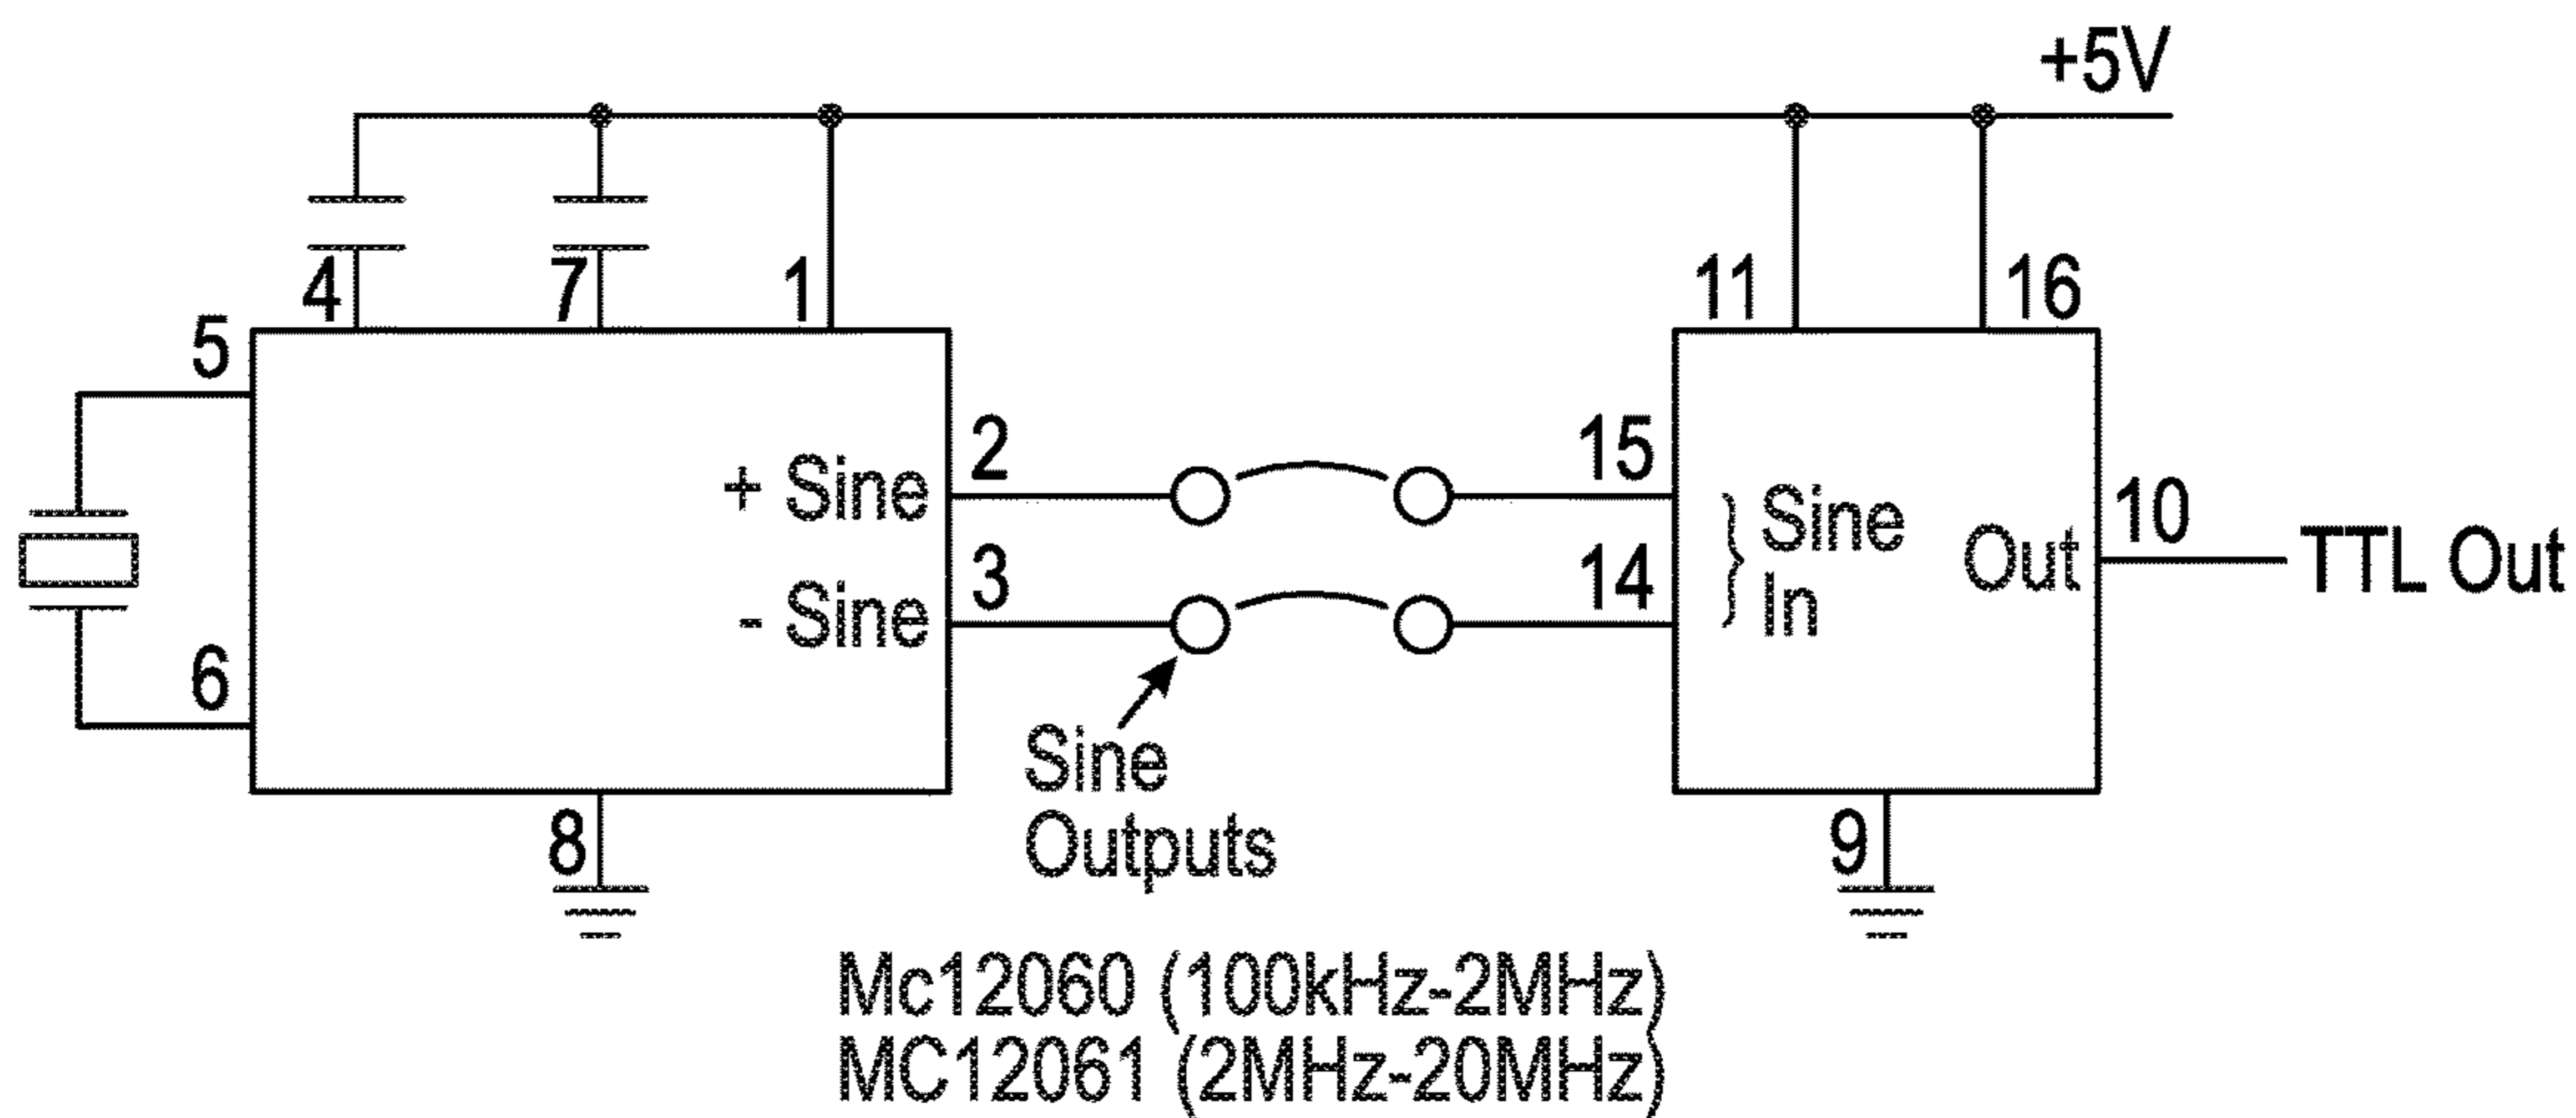 +5V
4
7
1
11
16
5
2
15
+ Sine
Sine
10
3
14
In
Out
TTL Out
- Sine
6
Sine
Outputs
8
9
Mc12060 (100kHz-2MHz)
MC12061 (2MHz-20MHz)